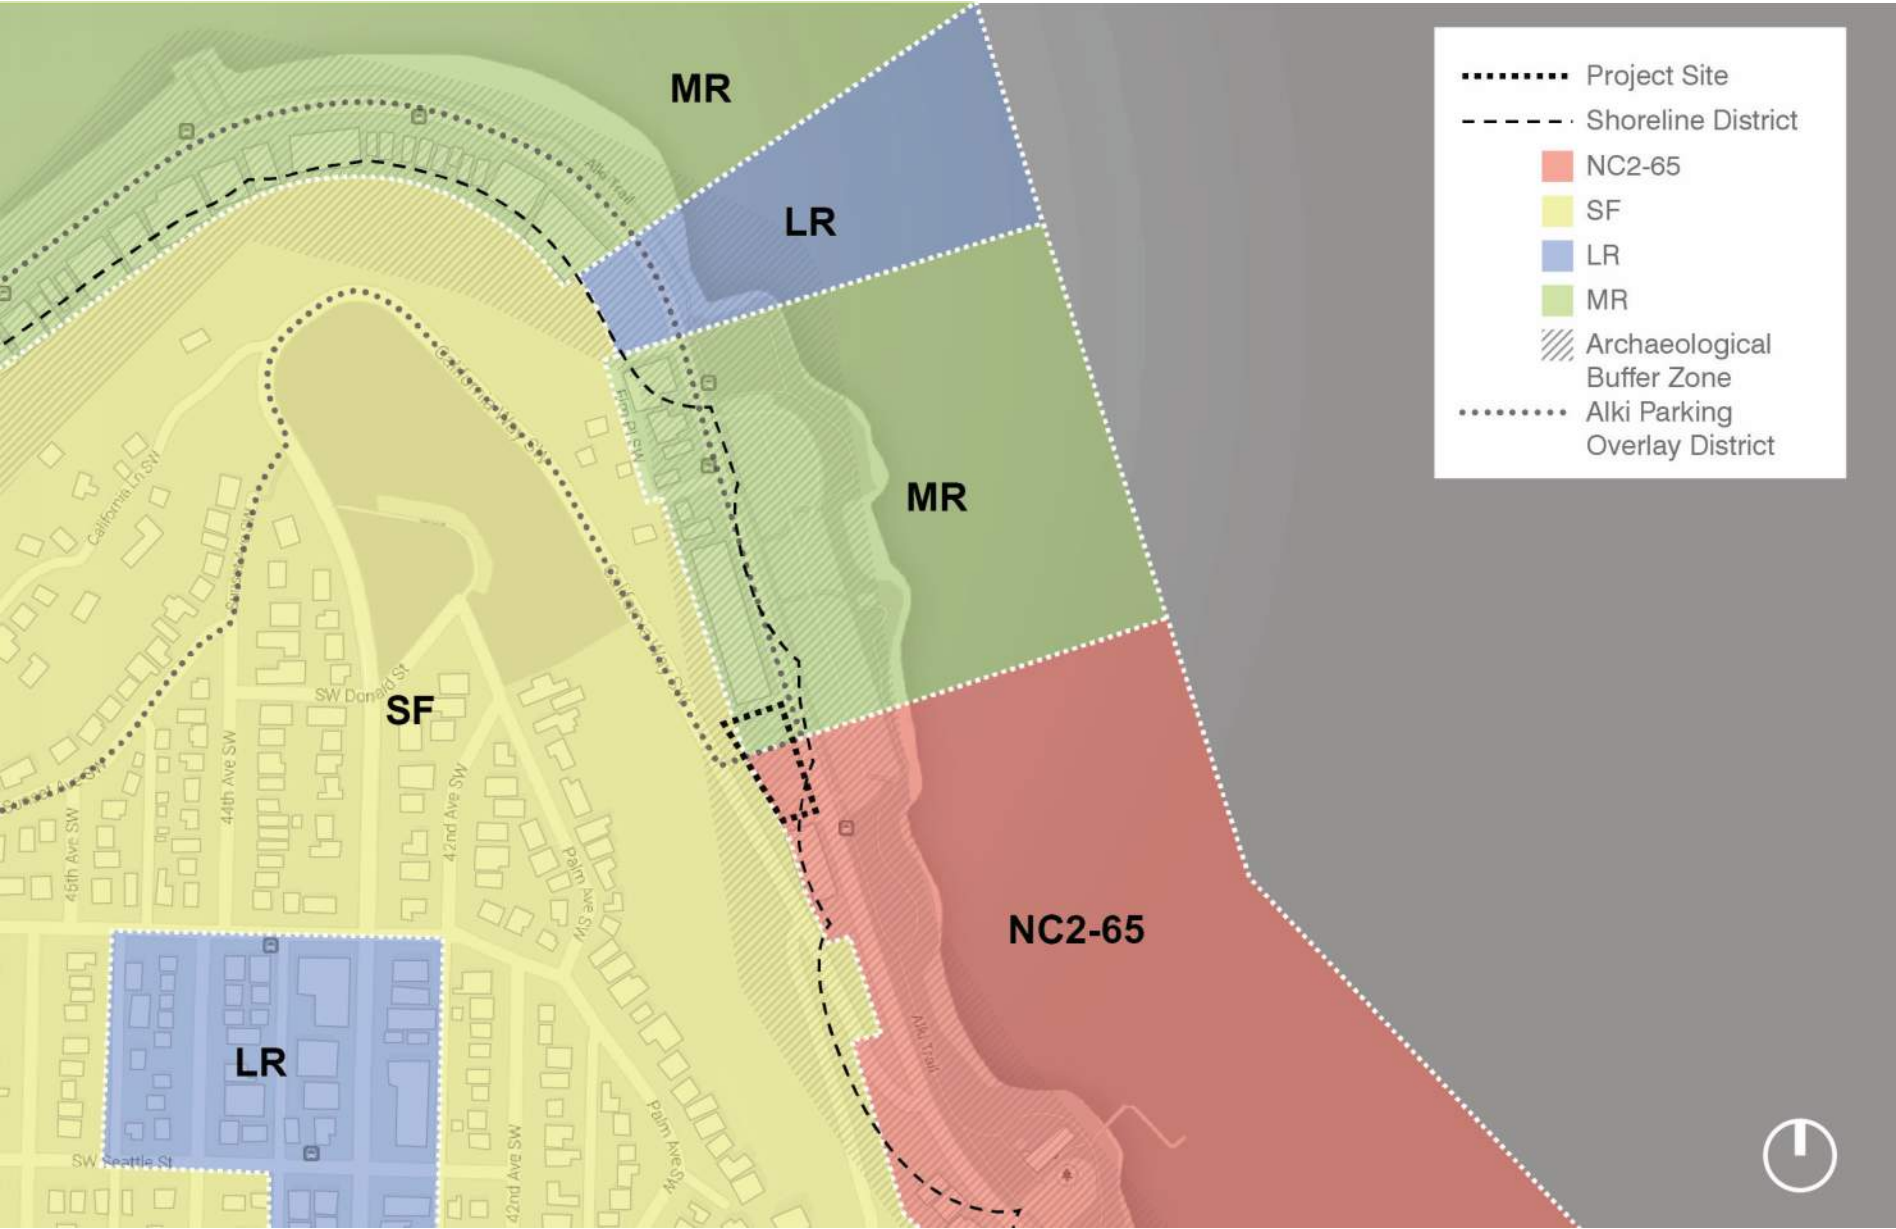 MR
Project Site
Shoreline District
NC2-65
SF
LR
MR
Archaeological
Buffer Zone
Alki Parking
Overlay District
Alki Trail
LR
MR
California Ln SW
SW Donald St
SF
44th Ave SW
42nd Ave SW
45th Ave SW
Palm Ave SW
NC2-65
LR
Alki Trail
Palm Ave SW
SW Seattle St
42nd Ave SW